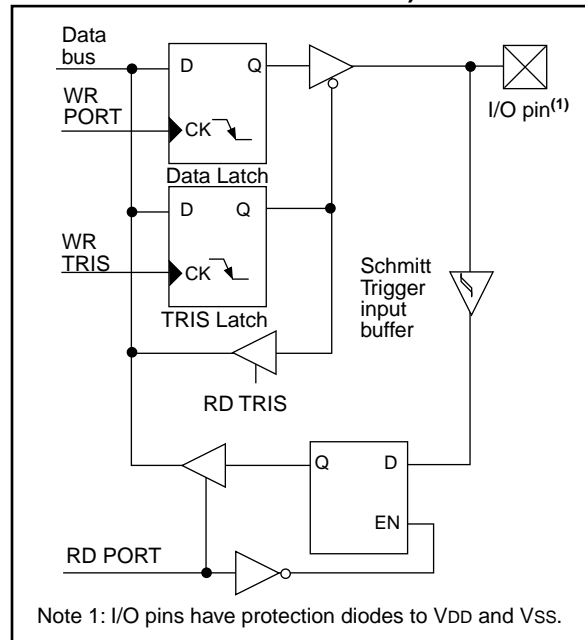 Data
bus
D
Q
WR
PORT
CK
Data Latch
I/O pin(1)
D
Q
WR
TRIS
CK
TRIS Latch
Schmitt
Trigger
input
buffer
RD TRIS
Q
D
EN
RD PORT
Note 1: I/O pins have protection diodes to VDD and VSS.